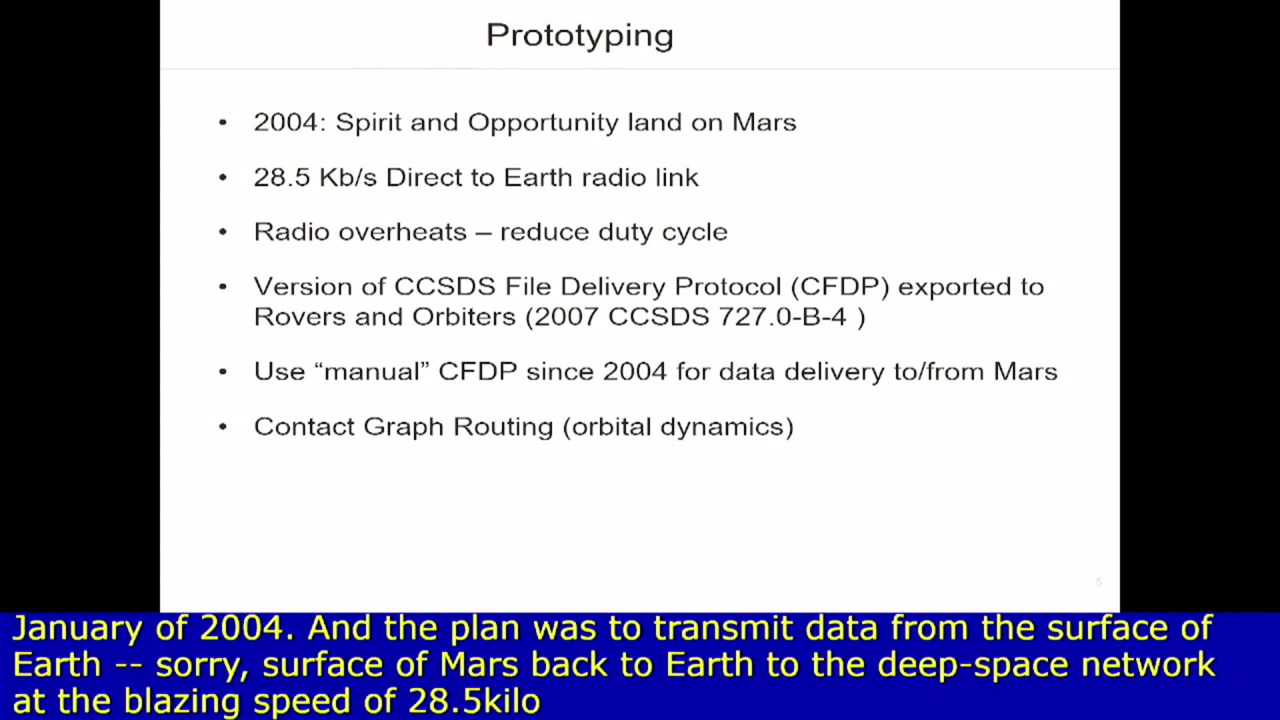 Prototyping
• 2004: Spirit and Opportunity land on Mars
• 28.5 Kb/s Direct to Earth radio link
• Radio overheats – reduce duty cycle
• Version of CCSDS File Delivery Protocol (CFDP) exported to
Rovers and Orbiters (2007 CCSDS 727.0-B-4 )
• Use “manual” CFDP since 2004 for data delivery to/from Mars
• Contact Graph Routing (orbital dynamics)
5
January of 2004. And the plan was to transmit data from the surface of
Earth -- sorry, surface of Mars back to Earth to the deep-space network
at the blazing speed of 28.5kilo